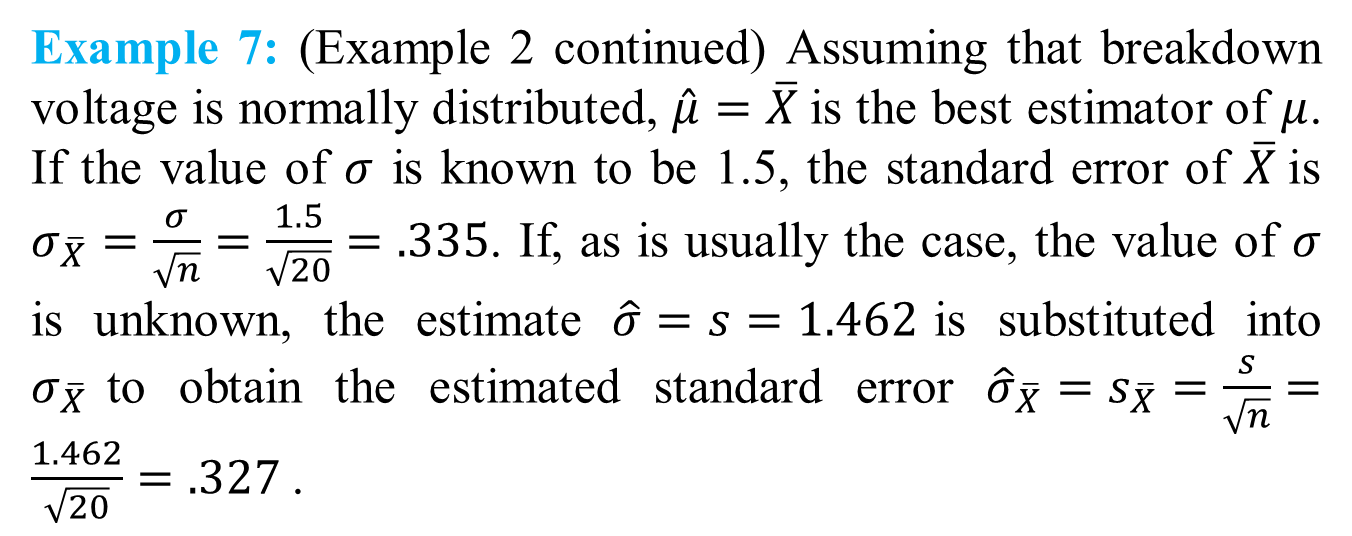 Example 7: (Example 2 continued) Assuming that breakdown
voltage is normally distributed, μ̂ = X̄ is the best estimator of μ.
If the value of σ is known to be 1.5, the standard error of X̄ is
σ_X̄ = σ/√n = 1.5/√20 = .335. If, as is usually the case, the value of σ
is unknown, the estimate σ̂ = s = 1.462 is substituted into
σ_X̄ to obtain the estimated standard error σ̂_X̄ = s_X̄ = s/√n =
1.462/√20 = .327 .